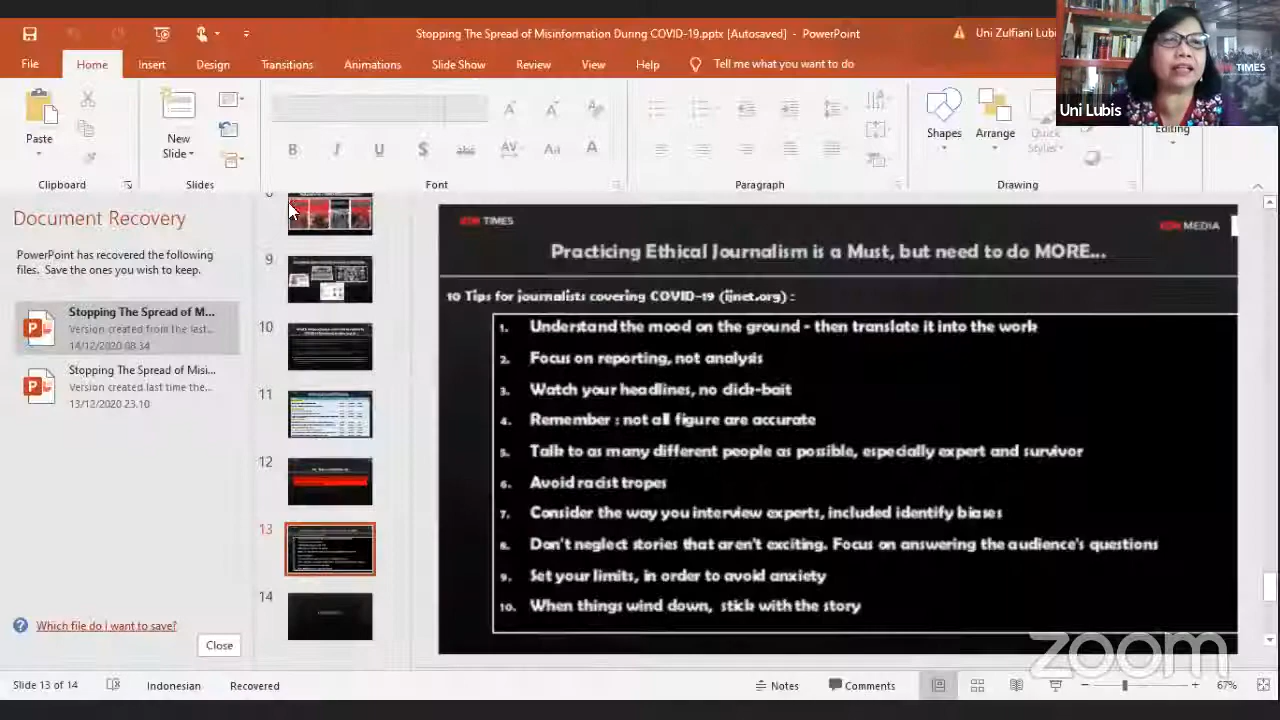 Stopping The Spread of Misinformation During COVID-19.pptx [Autosaved] - PowerPoint
Uni Zulfiani Lubi
File Home Insert Design Transitions Animations Slide Show Review View Help Tell me what you want to do
TIMES
Uni Lubis
Paste
New
Slide
B I U S abc AV Aa A
Shapes Arrange Quick
Styles
Editing
Clipboard Slides Font Paragraph Drawing
Document Recovery
PowerPoint has recovered the following
files. Save the ones you wish to keep.
Stopping The Spread of M...
Version created from the last...
14/12/2020 08.34
Stopping The Spread of Misi...
Version created last time the...
13/12/2020 23.10
Which file do I want to save?
Close
9
10
11
12
13
14
IDN TIMES
IDN MEDIA
Practicing Ethical Journalism is a Must, but need to do MORE...
10 Tips for journalists covering COVID-19 (ijnet.org) :
1. Understand the mood on the ground - then translate it into the work
2. Focus on reporting, not analysis
3. Watch your headlines, no click-bait
4. Remember : not all figure are accurate
5. Talk to as many different people as possible, especially expert and survivor
6. Avoid racist tropes
7. Consider the way you interview experts, included identify biases
8. Don't neglect stories that aren't exciting. Focus on answering the audience's questions
9. Set your limits, in order to avoid anxiety
10. When things wind down, stick with the story
zoom
Slide 13 of 14 Indonesian Recovered Notes Comments 67%